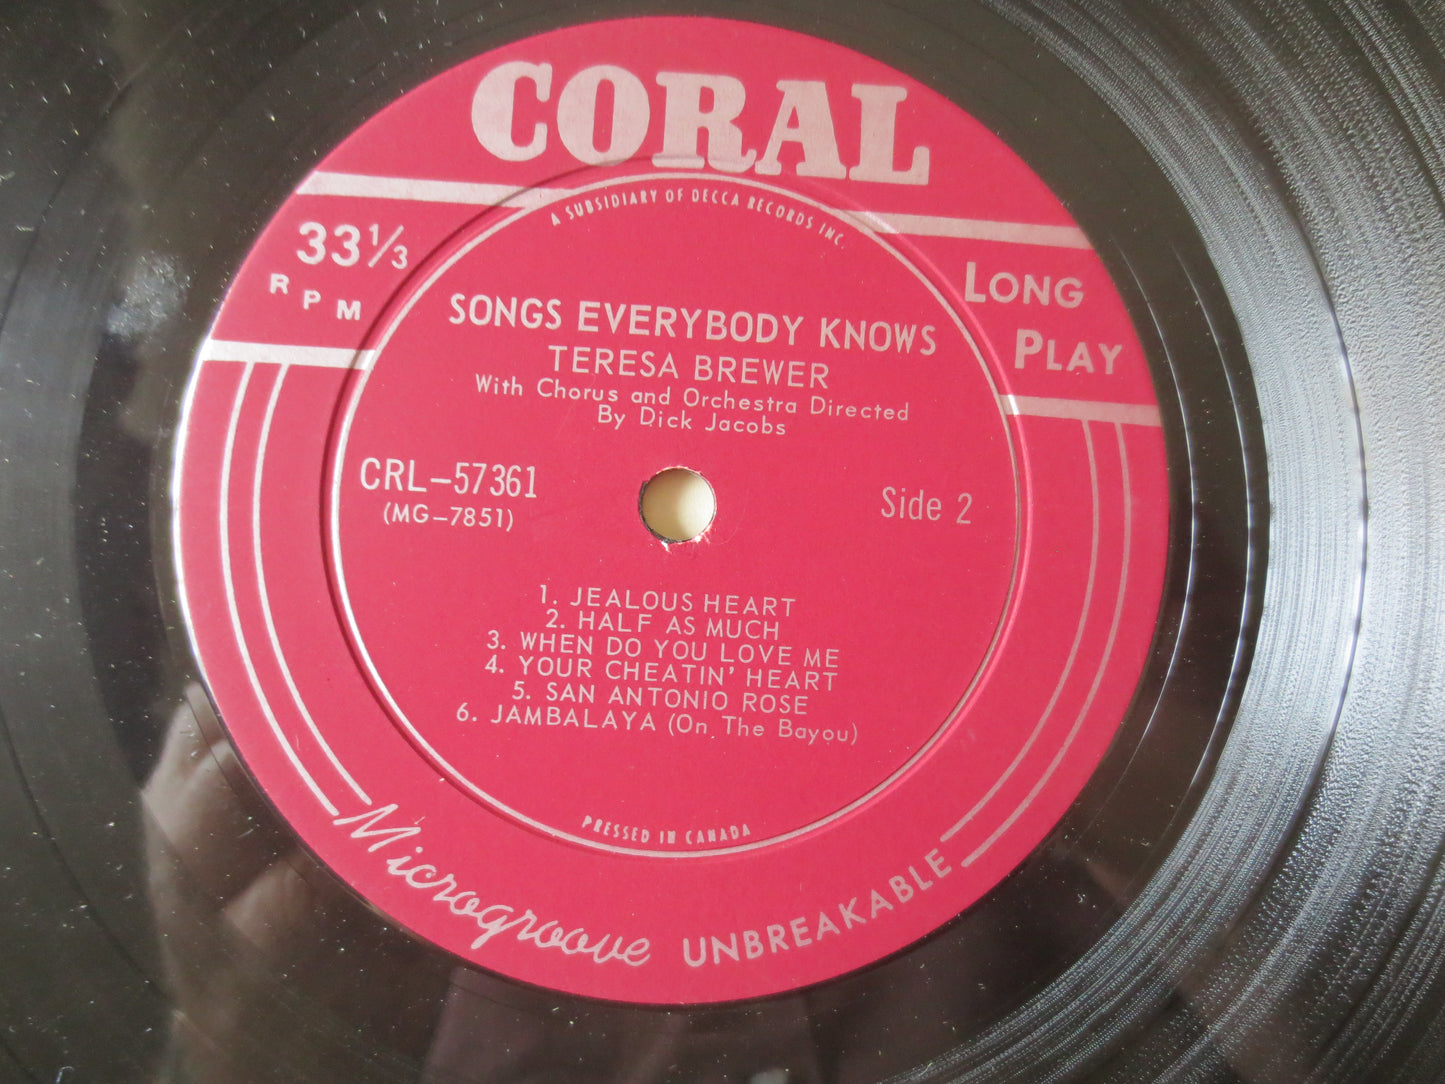 CORAL
A SUBSIDIARY OF DECCA RECORDS INC.
33 1/3
RPM
LONG
PLAY
SONGS EVERYBODY KNOWS
TERESA BREWER
With Chorus and Orchestra Directed
By Dick Jacobs
CRL-57361
(MG-7851)
Side 2
1. JEALOUS HEART
2. HALF AS MUCH
3. WHEN DO YOU LOVE ME
4. YOUR CHEATIN' HEART
5. SAN ANTONIO ROSE
6. JAMBALAYA (On The Bayou)
PRESSED IN CANADA
Microgroove UNBREAKABLE